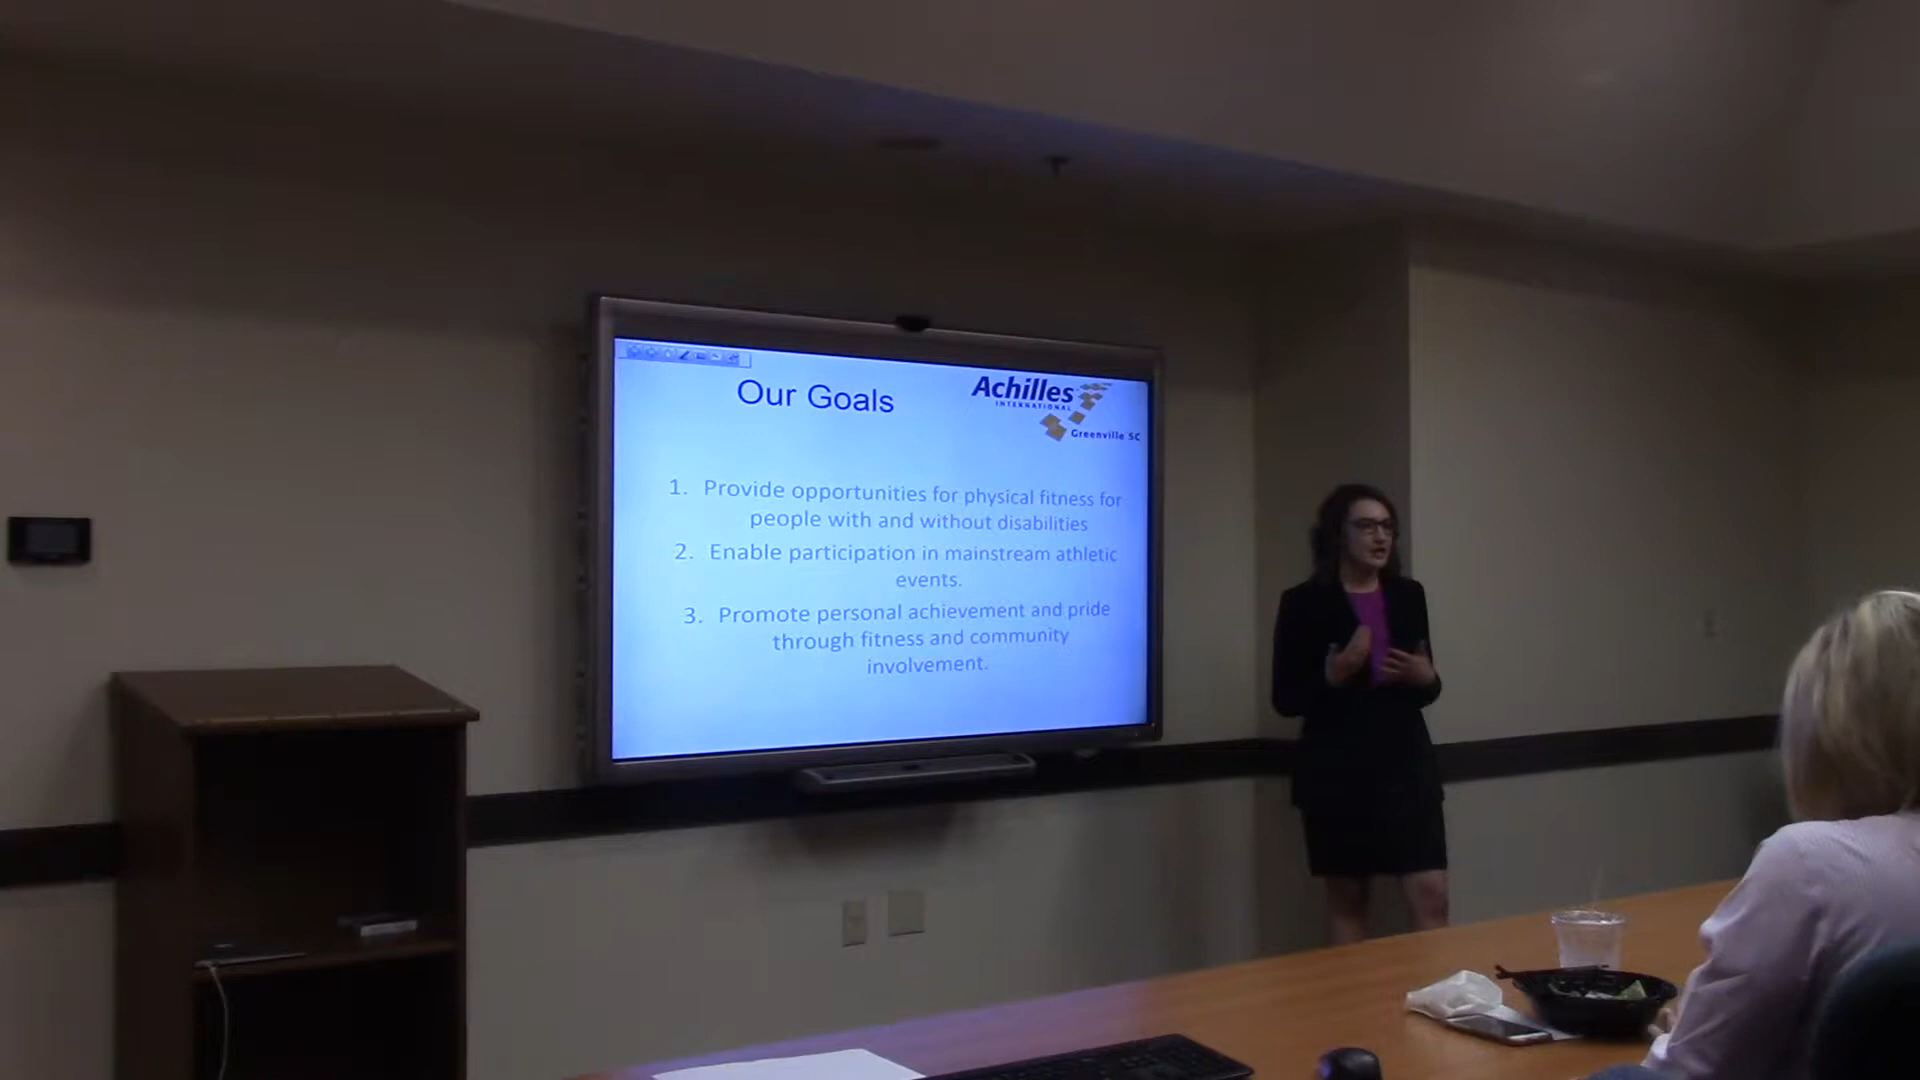 Our Goals
Achilles
INTERNATIONAL
Greenville SC
1. Provide opportunities for physical fitness for
people with and without disabilities
2. Enable participation in mainstream athletic
events.
3. Promote personal achievement and pride
through fitness and community
involvement.